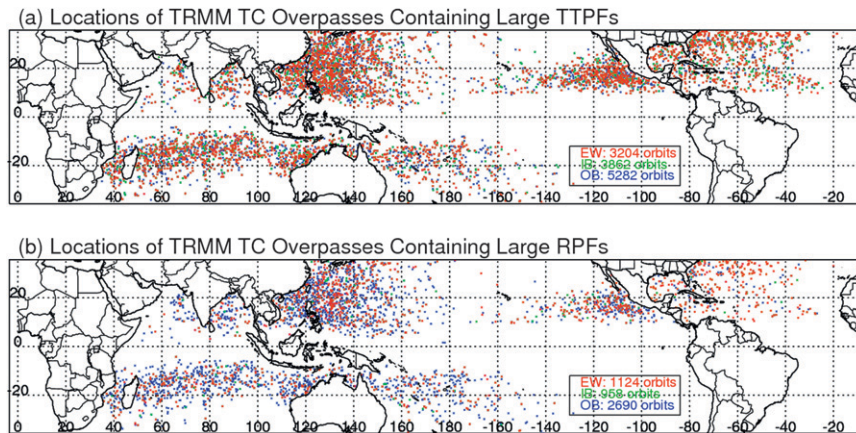 (a) Locations of TRMM TC Overpasses Containing Large TTPFs
20
0
-20
EW: 3204 orbits
IB: 3862 orbits
OB: 5282 orbits
0 20 40 60 80 100 120 140 160 180 -160 -140 -120 -100 -80 -60 -40 -20
(b) Locations of TRMM TC Overpasses Containing Large RPFs
20
0
-20
EW: 1124 orbits
IB: 958 orbits
OB: 2690 orbits
0 20 40 60 80 100 120 140 160 180 -160 -140 -120 -100 -80 -60 -40 -20